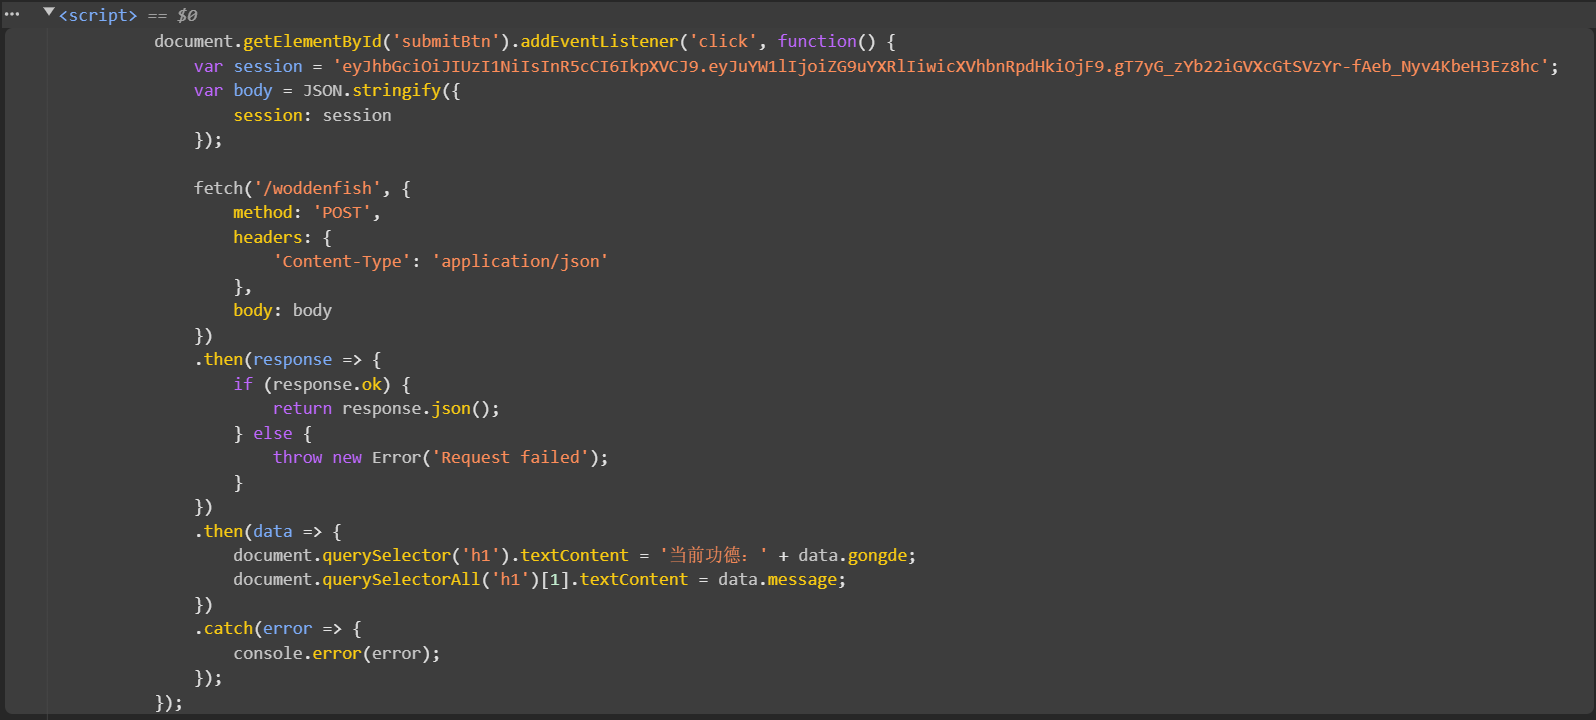 ••• ▼<script> == $0
document.getElementById('submitBtn').addEventListener('click', function() {
var session = 'eyJhbGciOiJIUzI1NiIsInR5cCI6IkpXVCJ9.eyJuYW1lIjoiZG9uYXRlIiwicXVhbnRpdHkiOjF9.gT7yG_zYb22iGVXcGtSVzYr-fAeb_Nyv4KbeH3Ez8hc';
var body = JSON.stringify({
session: session
});
fetch('/woddenfish', {
method: 'POST',
headers: {
'Content-Type': 'application/json'
},
body: body
})
.then(response => {
if (response.ok) {
return response.json();
} else {
throw new Error('Request failed');
}
})
.then(data => {
document.querySelector('h1').textContent = '当前功德：' + data.gongde;
document.querySelectorAll('h1')[1].textContent = data.message;
})
.catch(error => {
console.error(error);
});
});